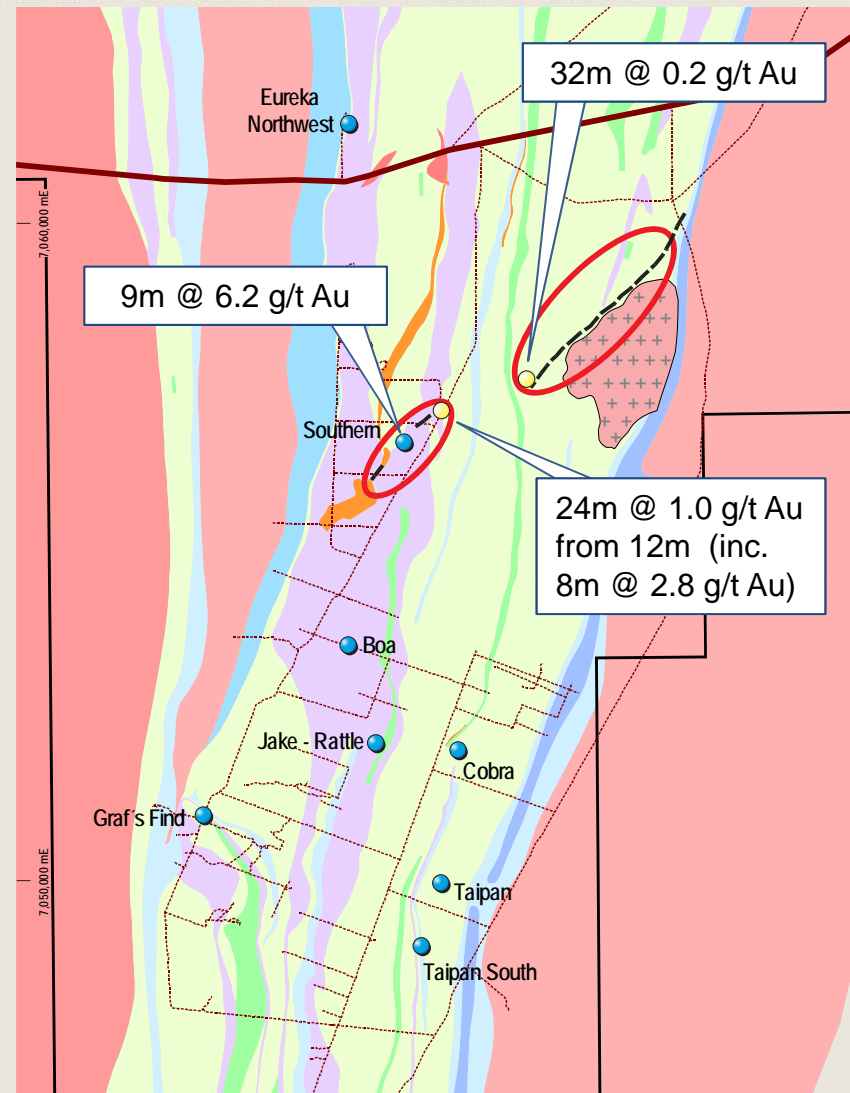 32m @ 0.2 g/t Au
Eureka
Northwest
7,060,000 mE
9m @ 6.2 g/t Au
Southern
24m @ 1.0 g/t Au
from 12m (inc.
8m @ 2.8 g/t Au)
Boa
Jake - Rattle
Cobra
Graf´s Find
7,050,000 mE
Taipan
Taipan South